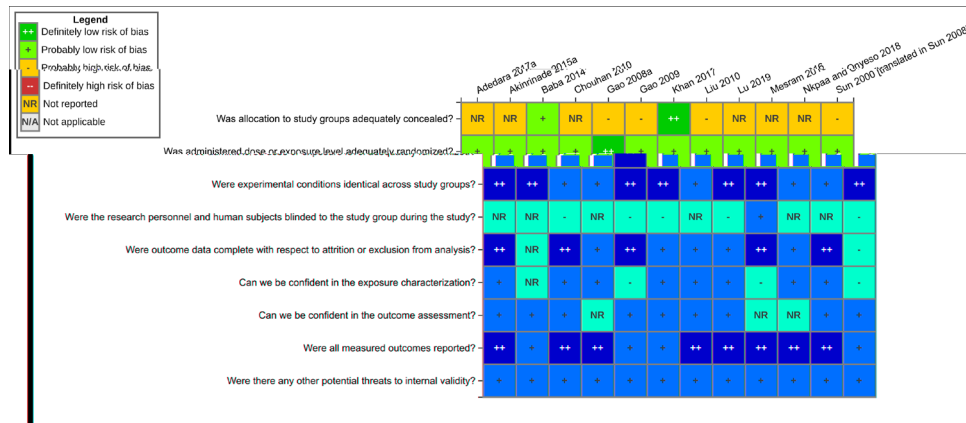 Legend
++ Definitely low risk of bias
+ Probably low risk of bias
- Probably high risk of bias
-- Definitely high risk of bias
NR Not reported
N/A Not applicable
Adedara 2017a
Akinrinade 2015a
Baba 2014
Chouhan 2010
Gao 2008a
Gao 2009
Khan 2017
Liu 2010
Lu 2019
Mesram 2016
Nkpaa and Onyeso 2018
Sun 2000 [translated in Sun 2008]
Was allocation to study groups adequately concealed? NR NR + NR - - ++ - NR NR NR -
Was administered dose or exposure level adequately randomized? + + + + ++ + + + + + + +
Were experimental conditions identical across study groups? ++ ++ + + ++ ++ + ++ ++ + + ++
Were the research personnel and human subjects blinded to the study group during the study? NR NR - NR - - NR - + NR NR -
Were outcome data complete with respect to attrition or exclusion from analysis? ++ NR ++ + ++ + + + ++ + ++ -
Can we be confident in the exposure characterization? + NR + + - + + + - + + -
Can we be confident in the outcome assessment? + + + NR + + + + NR NR + +
Were all measured outcomes reported? ++ + ++ ++ + + ++ ++ ++ ++ ++ +
Were there any other potential threats to internal validity? + + + + + + + + + + + +